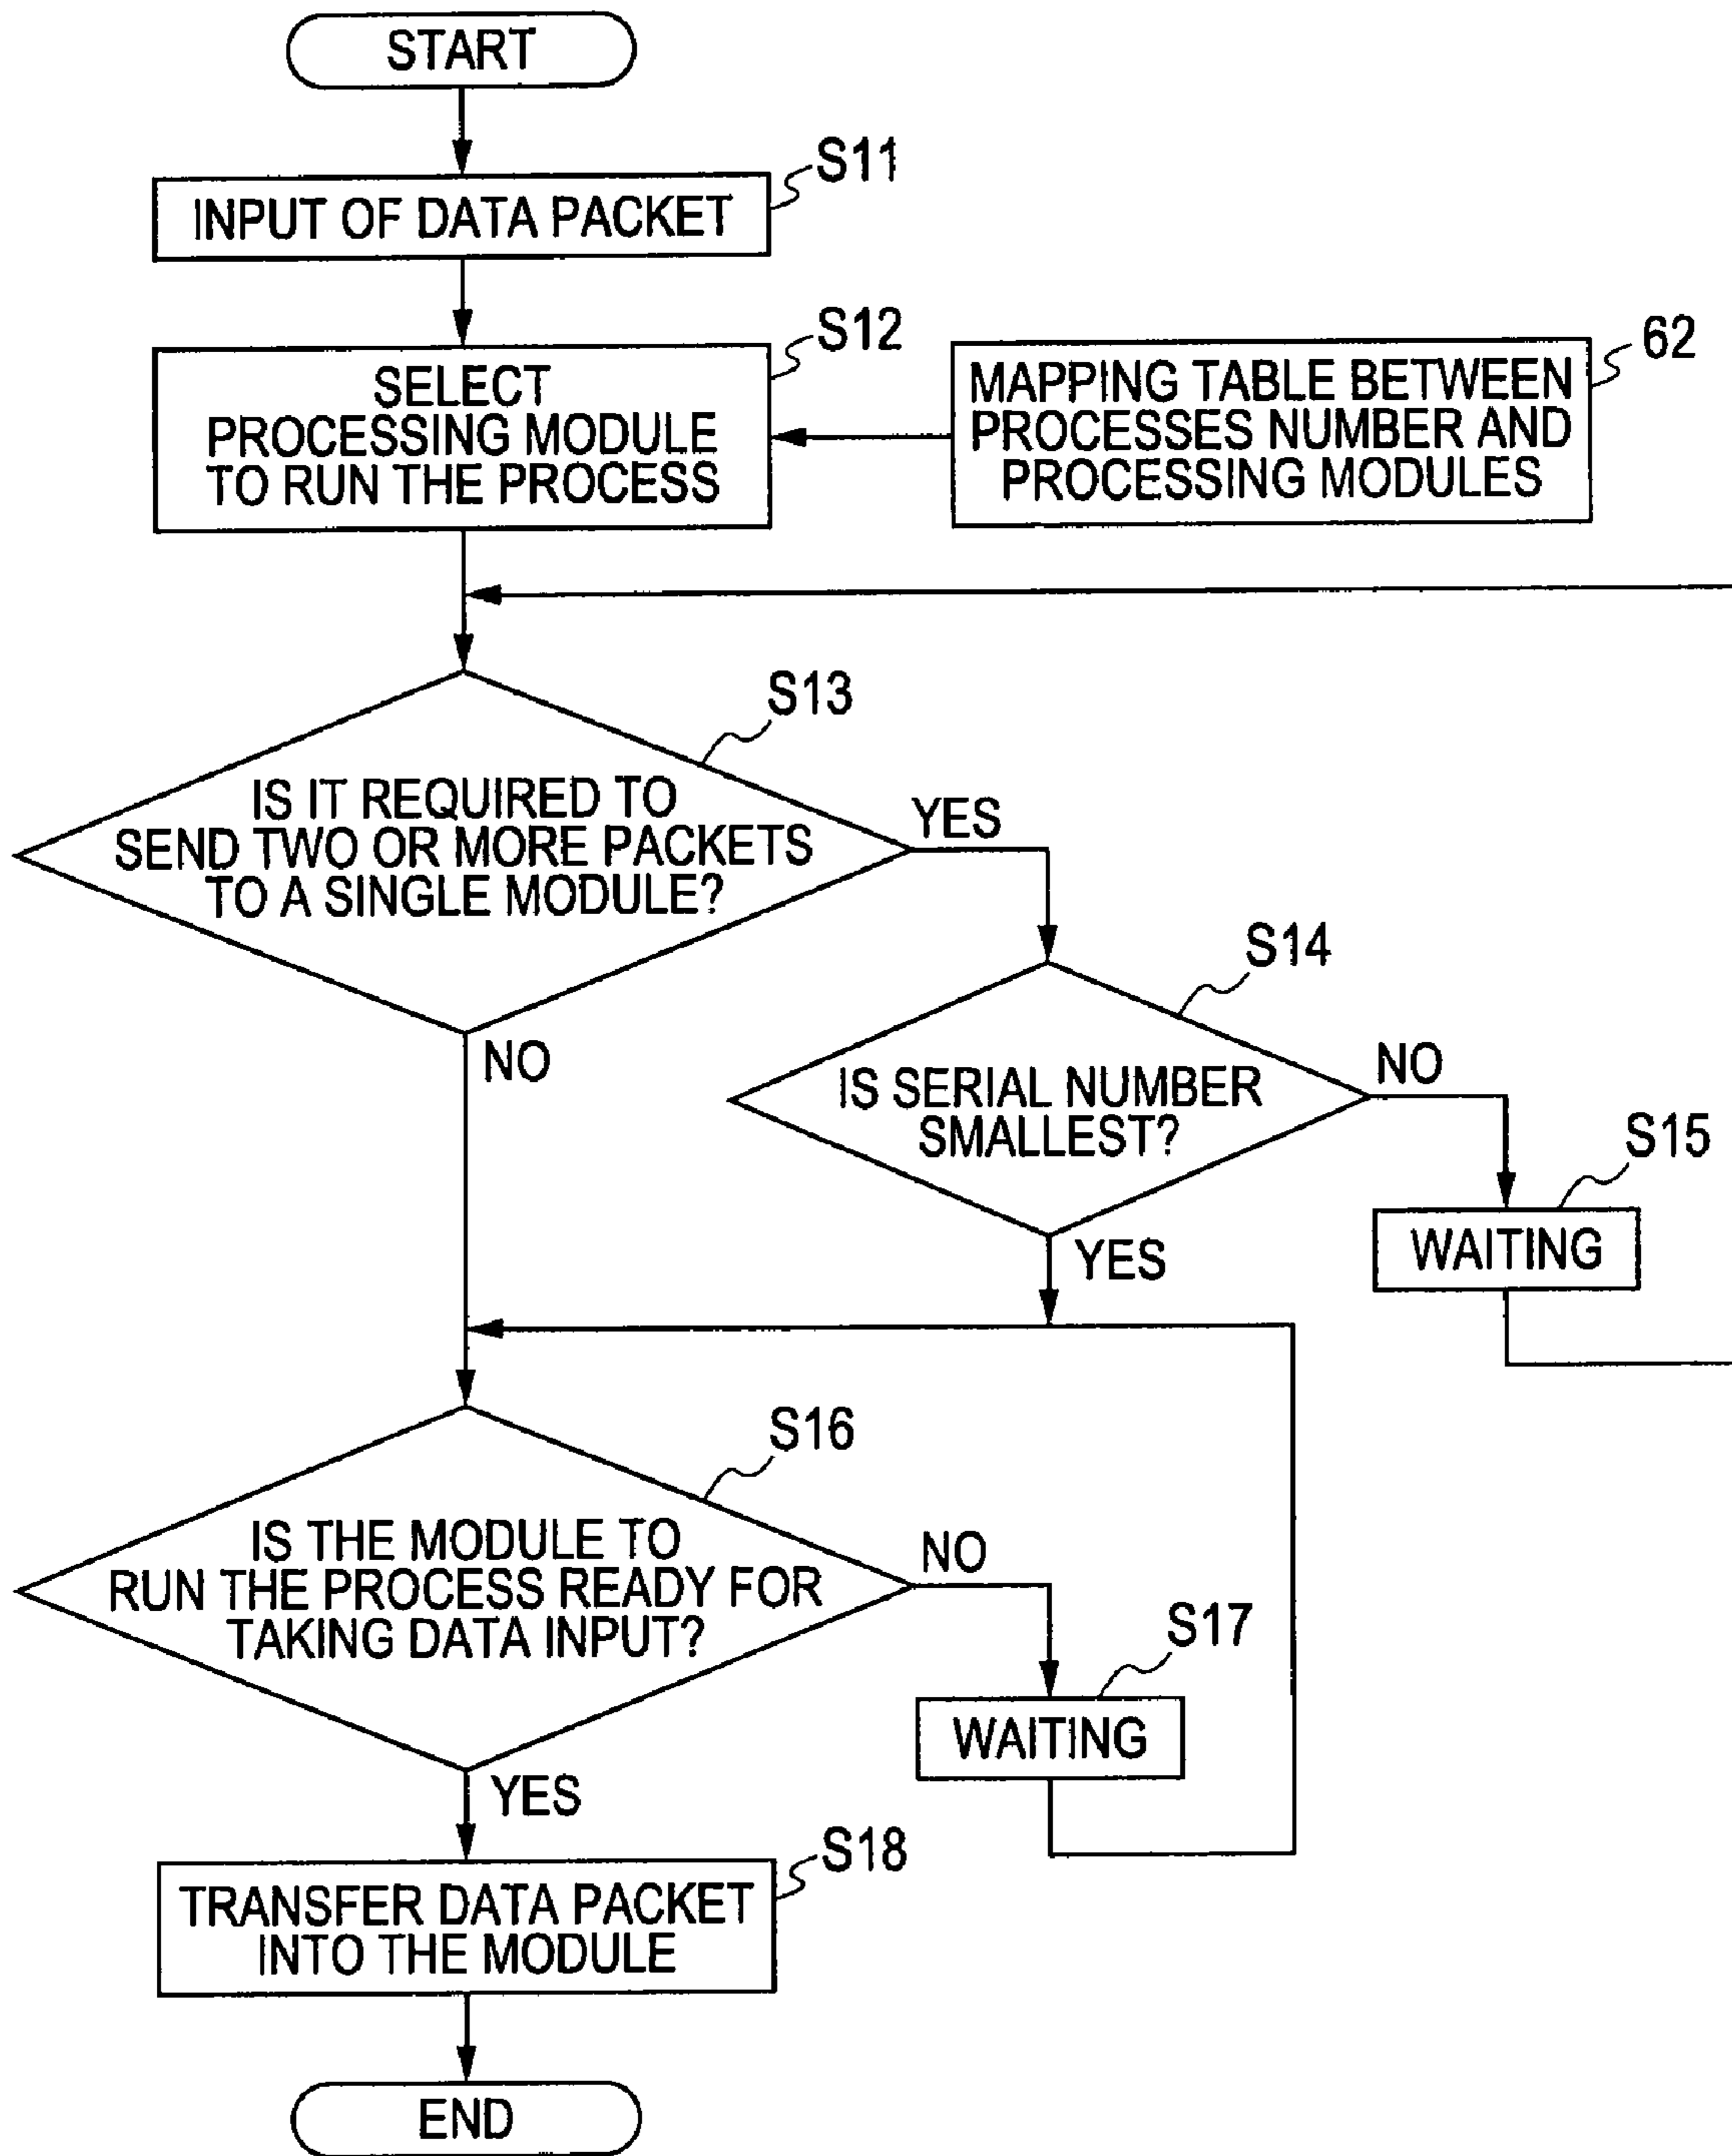 START
S11
INPUT OF DATA PACKET
S12
SELECT
PROCESSING MODULE
TO RUN THE PROCESS
62
MAPPING TABLE BETWEEN
PROCESSES NUMBER AND
PROCESSING MODULES
S13
IS IT REQUIRED TO
SEND TWO OR MORE PACKETS
TO A SINGLE MODULE?
YES
NO
S14
IS SERIAL NUMBER
SMALLEST?
NO
YES
S15
WAITING
S16
IS THE MODULE TO
RUN THE PROCESS READY FOR
TAKING DATA INPUT?
NO
YES
S17
WAITING
S18
TRANSFER DATA PACKET
INTO THE MODULE
END